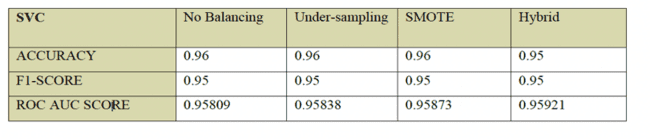 SVC No Balancing Under-sampling SMOTE Hybrid
ACCURACY 0.96 0.96 0.96 0.95
F1-SCORE 0.95 0.95 0.95 0.95
ROC AUC SCORE 0.95809 0.95838 0.95873 0.95921